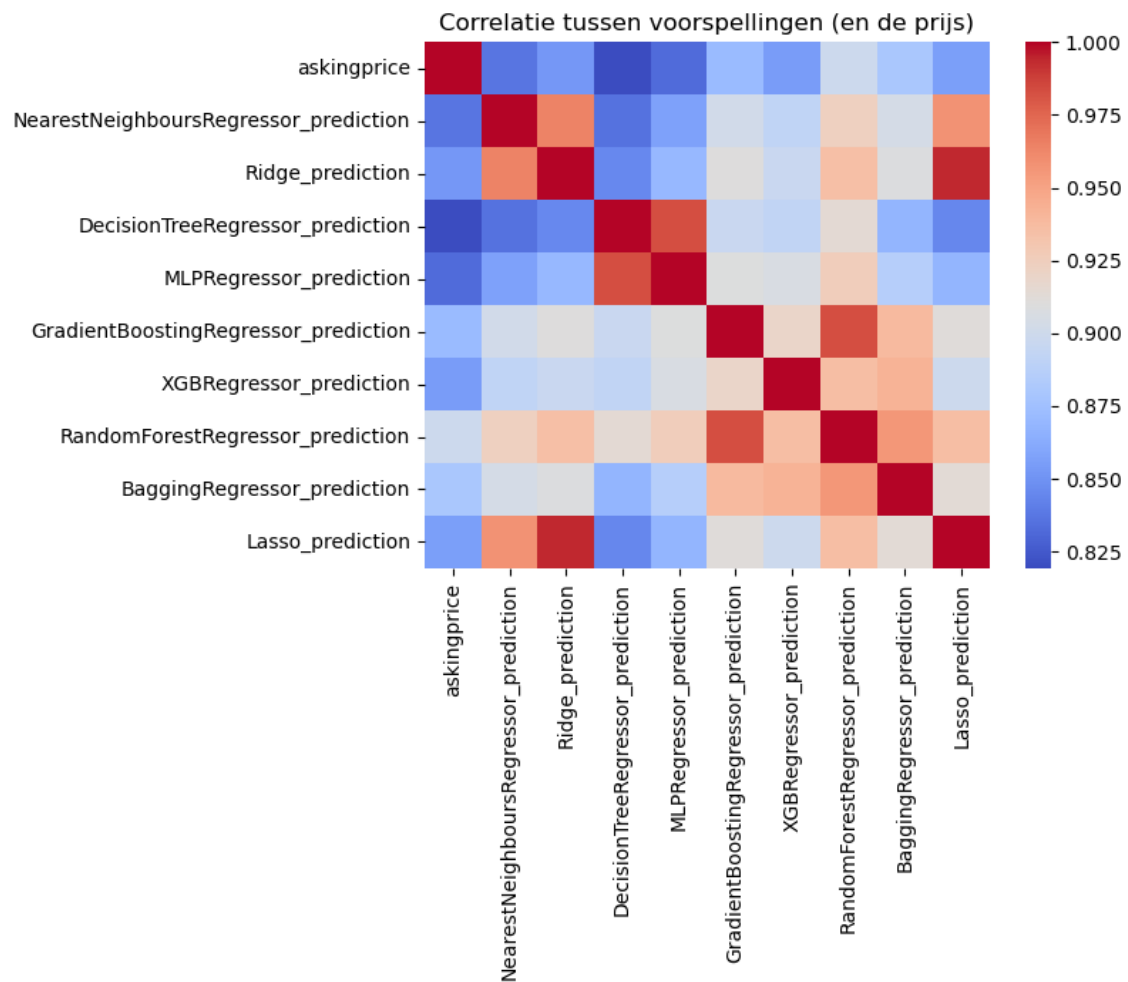 Correlatie tussen voorspellingen (en de prijs)
askingprice
NearestNeighboursRegressor_prediction
Ridge_prediction
DecisionTreeRegressor_prediction
MLPRegressor_prediction
GradientBoostingRegressor_prediction
XGBRegressor_prediction
RandomForestRegressor_prediction
BaggingRegressor_prediction
Lasso_prediction
askingprice
NearestNeighboursRegressor_prediction
Ridge_prediction
DecisionTreeRegressor_prediction
MLPRegressor_prediction
GradientBoostingRegressor_prediction
XGBRegressor_prediction
RandomForestRegressor_prediction
BaggingRegressor_prediction
Lasso_prediction
1.000
0.975
0.950
0.925
0.900
0.875
0.850
0.825